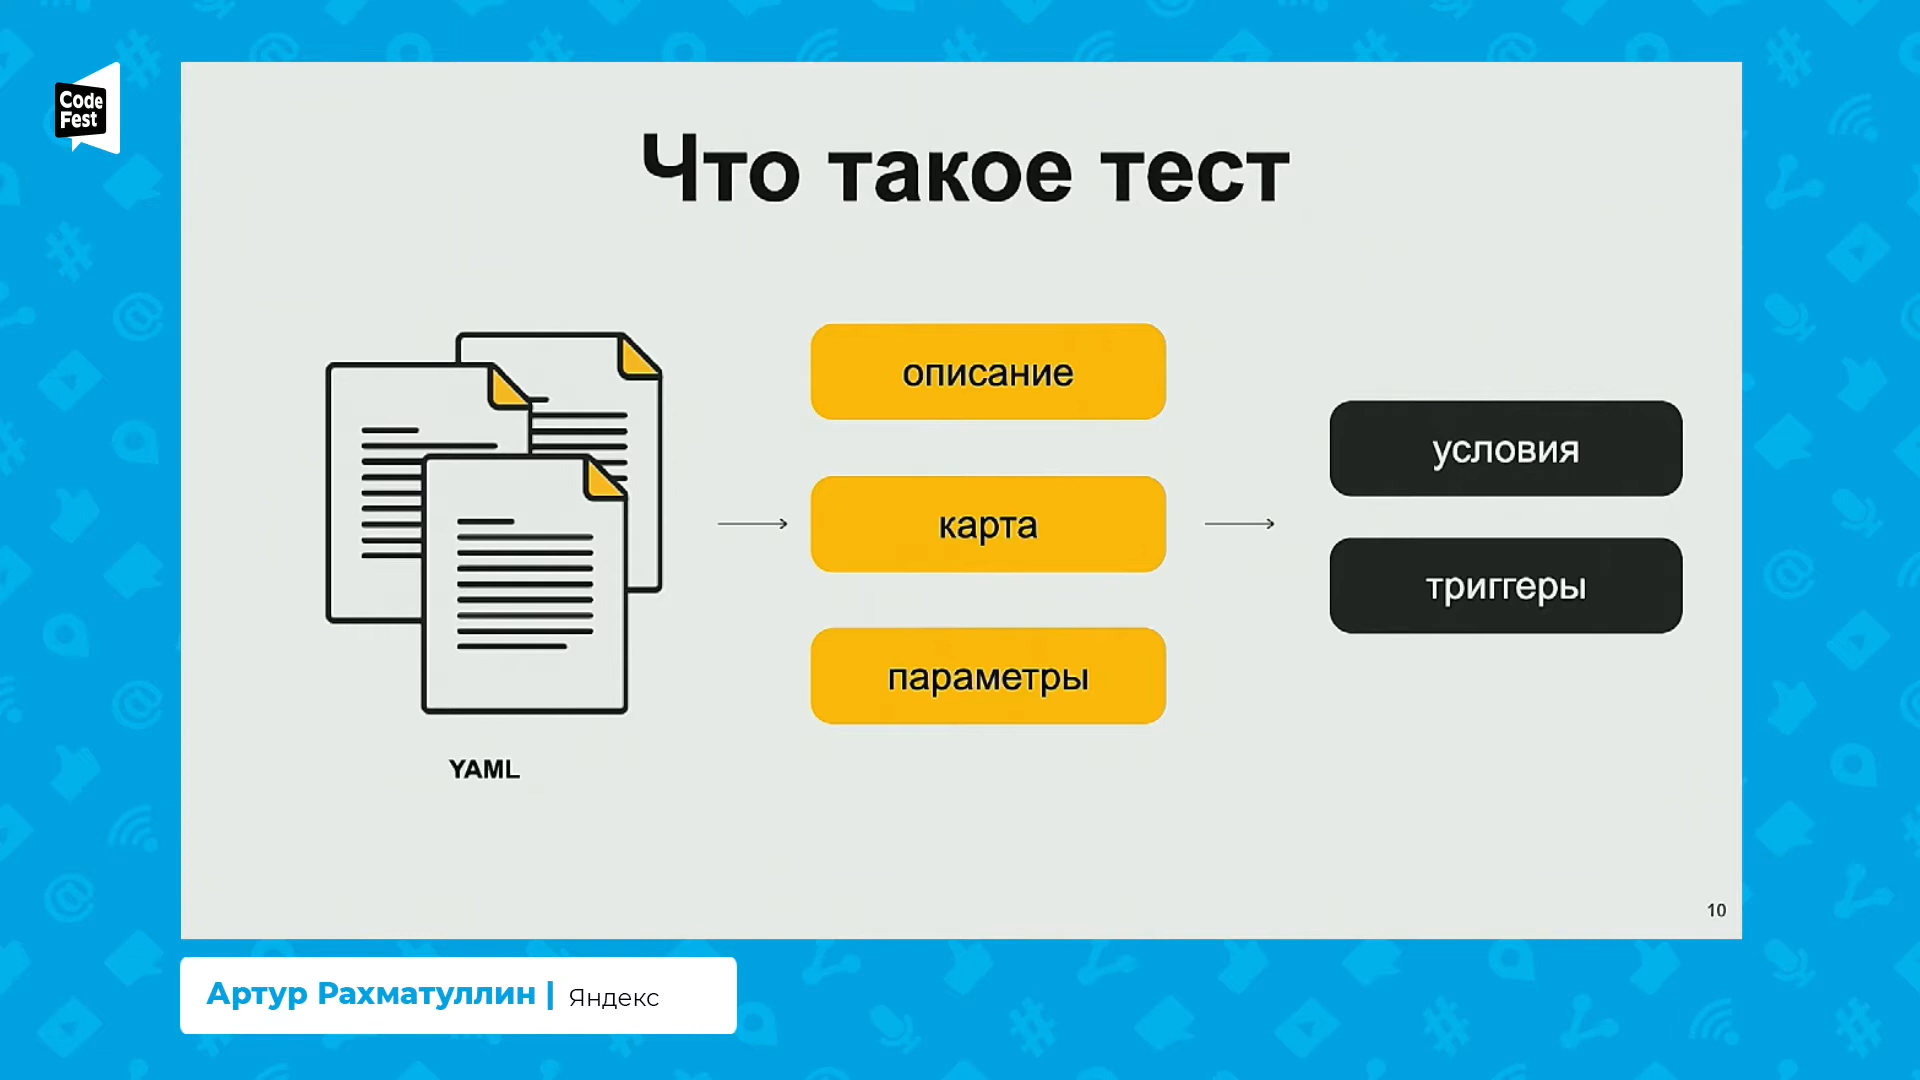 Code
Fest
Что такое тест
описание
карта
параметры
условия
триггеры
YAML
10
Артур Рахматуллин | Яндекс